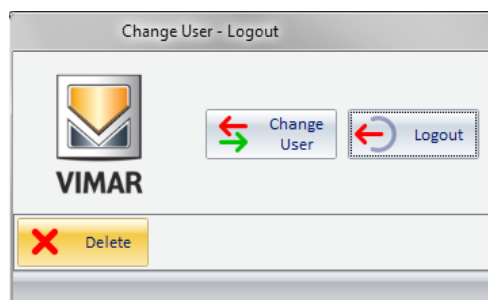 Change User - Logout
Change
User
Logout
VIMAR
Delete